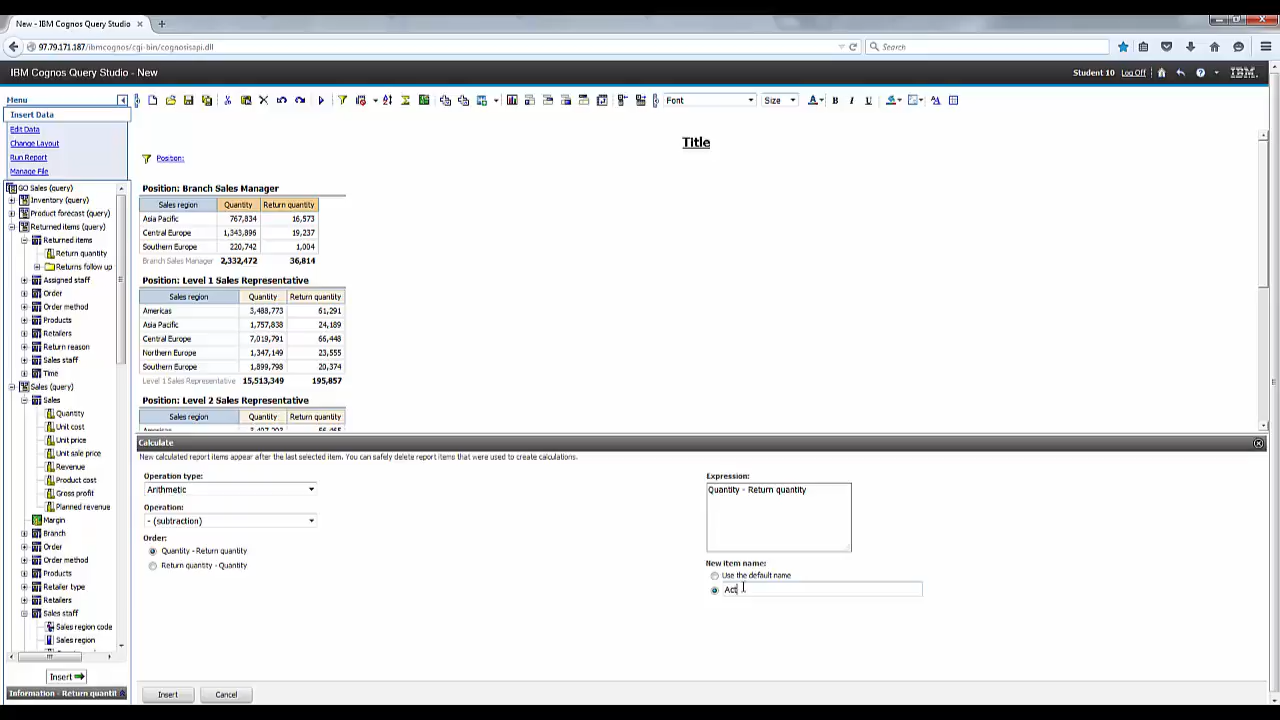 New - IBM Cognos Query Studio
97.79.171.187/ibmcognos/cgi-bin/cognosisapi.dll
Search
IBM Cognos Query Studio - New
Student 10 Log Off IBM
Menu
Font Size B I U
Insert Data
Edit Data
Change Layout
Run Report
Manage File
GO Sales (query)
Inventory (query)
Product forecast (query)
Returned items (query)
Returned items
Return quantity
Returns follow up
Assigned staff
Order
Order method
Products
Retailers
Return reason
Sales staff
Time
Sales (query)
Sales
Quantity
Unit cost
Unit price
Unit sale price
Revenue
Product cost
Gross profit
Planned revenue
Margin
Branch
Order
Order method
Products
Retailer type
Retailers
Sales staff
Sales region code
Sales region
Insert
Information - Return quantit
Title
Position:
Position: Branch Sales Manager
Sales region Quantity Return quantity
Asia Pacific 767,834 16,573
Central Europe 1,343,896 19,237
Southern Europe 220,742 1,004
Branch Sales Manager 2,332,472 36,814
Position: Level 1 Sales Representative
Sales region Quantity Return quantity
Americas 3,488,773 61,291
Asia Pacific 1,757,838 24,189
Central Europe 7,019,791 66,448
Northern Europe 1,347,149 23,555
Southern Europe 1,899,798 20,374
Level 1 Sales Representative 15,513,349 195,857
Position: Level 2 Sales Representative
Sales region Quantity Return quantity
Calculate
New calculated report items appear after the last selected item. You can safely delete report items that were used to create calculations.
Operation type:
Arithmetic
Operation:
- (subtraction)
Order:
Quantity - Return quantity
Return quantity - Quantity
Expression:
Quantity - Return quantity
New item name:
Use the default name
Act
Insert Cancel